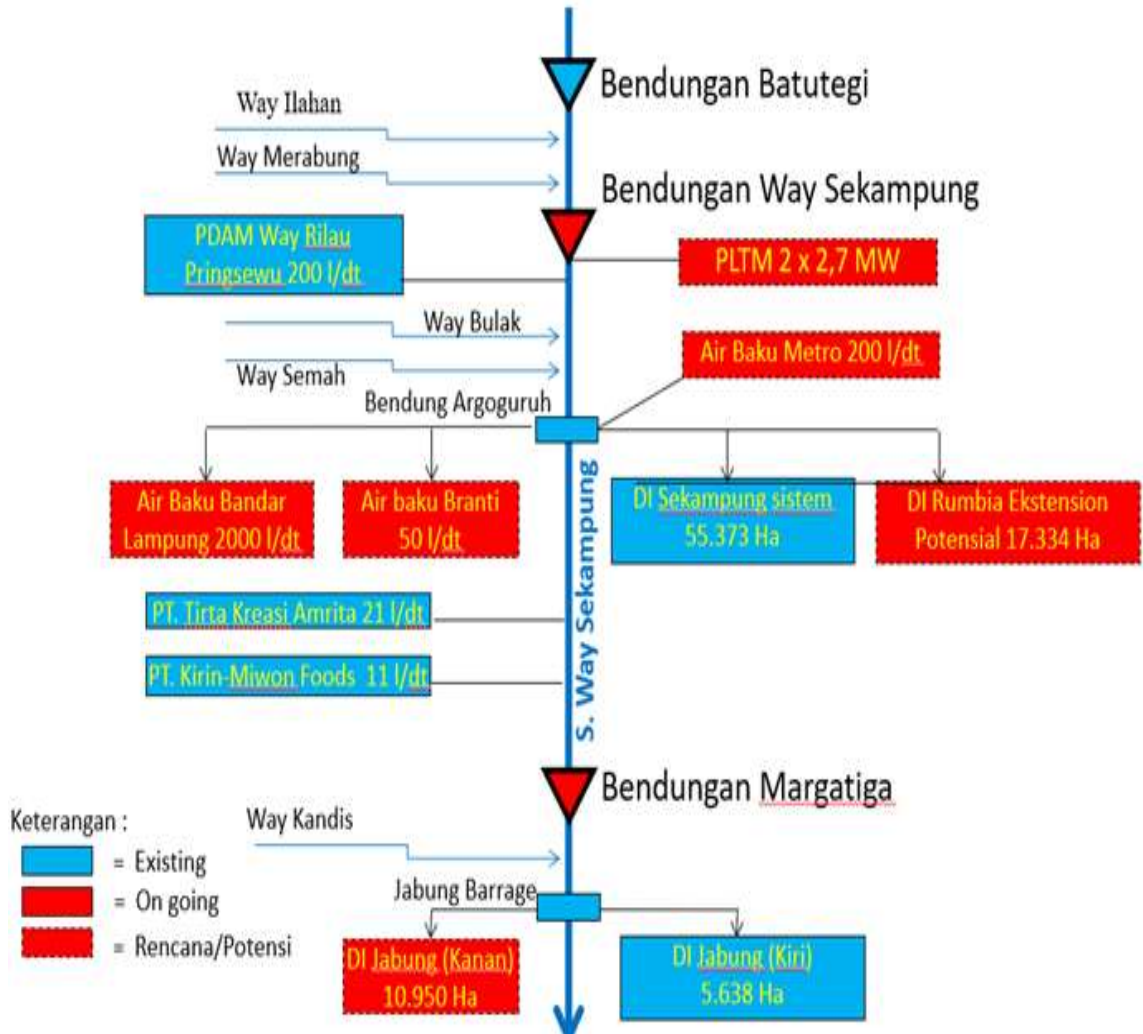 Bendungan Batutegi
Way Ilahan
Way Merabung
Bendungan Way Sekampung
PDAM Way Rilau
Pringsewu 200 l/dt
PLTM 2 x 2,7 MW
Way Bulak
Air Baku Metro 200 l/dt
Way Semah
Bendung Argoguruh
Air Baku Bandar
Lampung 2000 l/dt
Air baku Branti
50 l/dt
DI Sekampung sistem
55.373 Ha
DI Rumbia Ekstension
Potensial 17.334 Ha
S. Way Sekampung
PT. Tirta Kreasi Amrita 21 l/dt
PT. Kirin-Miwon Foods 11 l/dt
Bendungan Margatiga
Keterangan :
= Existing
= On going
= Rencana/Potensi
Way Kandis
Jabung Barrage
DI Jabung (Kanan)
10.950 Ha
DI Jabung (Kiri)
5.638 Ha